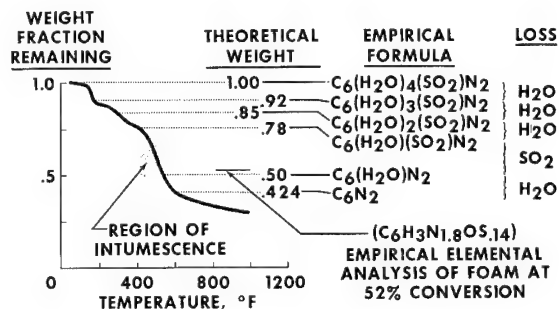 WEIGHT
FRACTION
REMAINING
THEORETICAL
WEIGHT
EMPIRICAL
FORMULA
LOSS
1.0
.5
0
1.00
C6(H2O)4(SO2)N2
.92
C6(H2O)3(SO2)N2
.85
C6(H2O)2(SO2)N2
.78
C6(H2O)(SO2)N2
.50
C6(H2O)N2
.424
C6N2
H2O
H2O
H2O
SO2
H2O
REGION OF
INTUMESCENCE
(C6H3N1.8OS.14)
EMPIRICAL ELEMENTAL
ANALYSIS OF FOAM AT
52% CONVERSION
400
800
1200
TEMPERATURE, °F